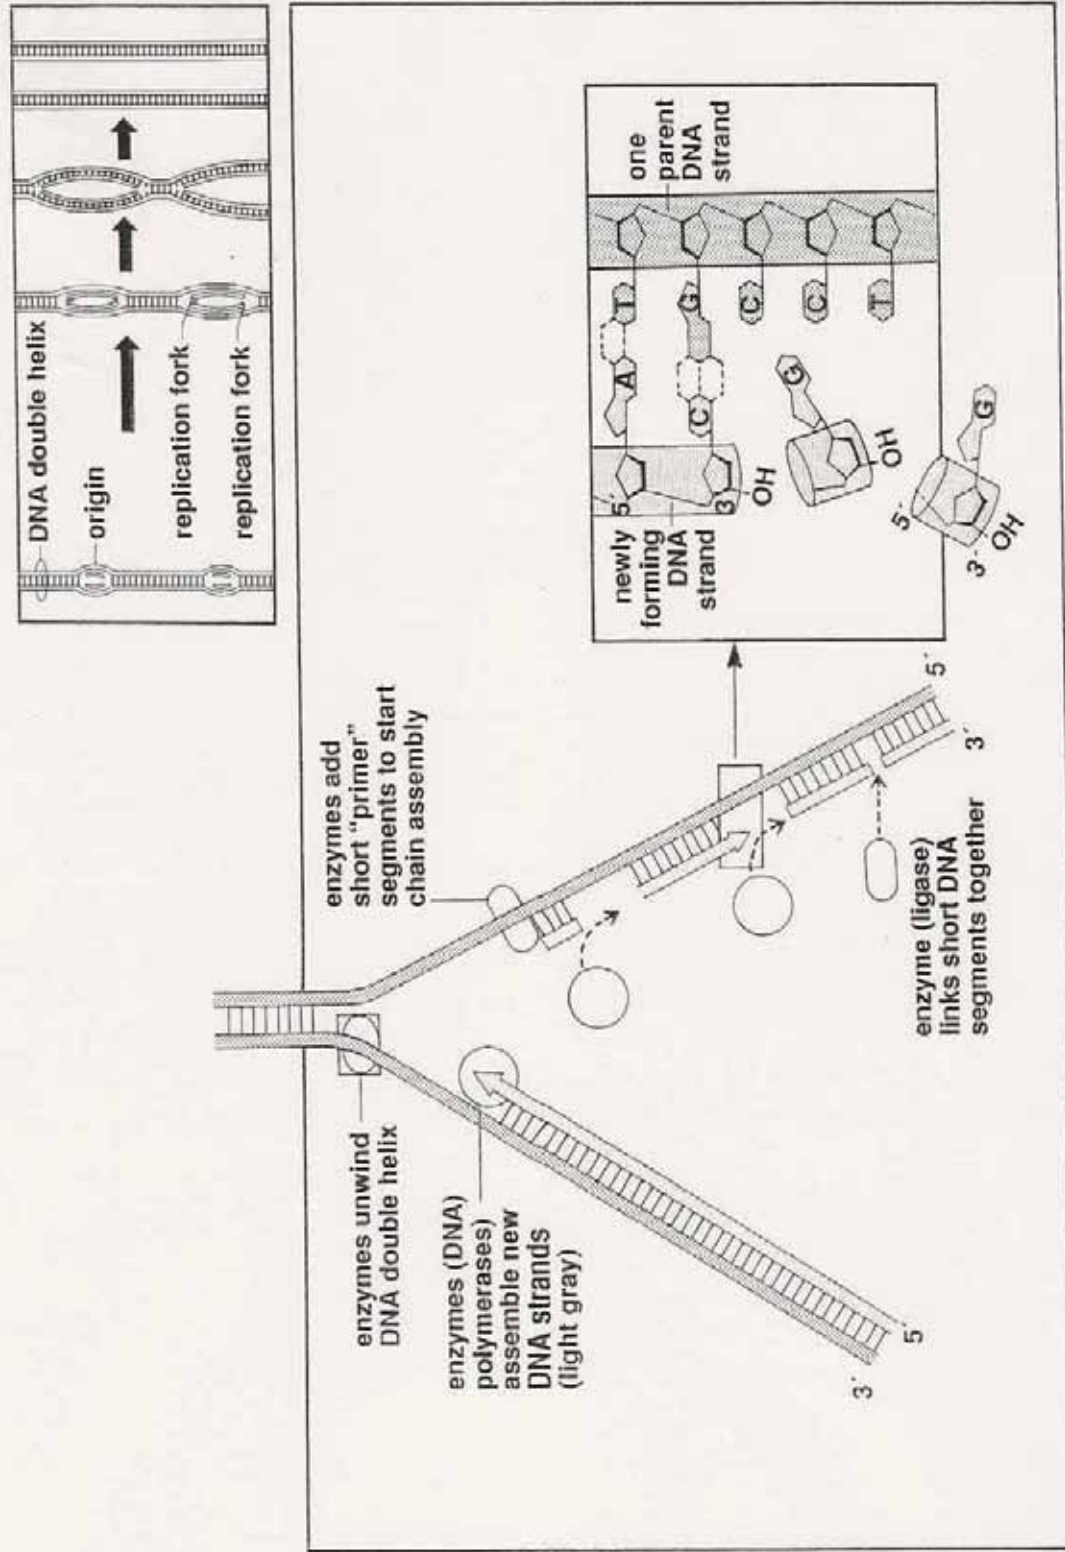 DNA double helix
origin
replication fork
replication fork
enzymes unwind
DNA double helix
enzymes add
short “primer”
segments to start
chain assembly
enzymes (DNA)
polymerases)
assemble new
DNA strands
(light gray)
3´
5
enzyme (ligase)
links short DNA
segments together
3´
5´
newly
forming
DNA
strand
one
parent
DNA
strand
5´
A
T
3
C
G
OH
C
G
OH
C
T
5´
3´
G
OH